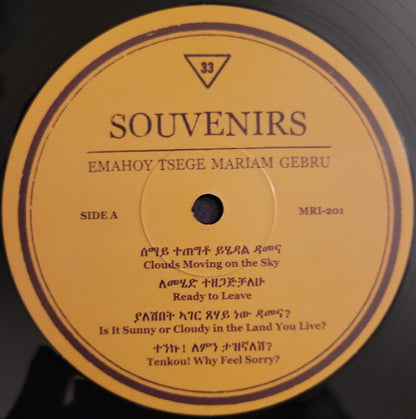 33
SOUVENIRS
EMAHOY TSEGE MARIAM GEBRU
SIDE A
MRI-201
ሰማይ ተጠግቶ ይሄዳል ዳመና
Clouds Moving on the Sky
ለመሄድ ተዘጋጅቻለሁ
Ready to Leave
ያለሽበት ኣገር ጸሃይ ነው ዳመና?
Is It Sunny or Cloudy in the Land You Live?
ተንኩ! ለምን ታዝኛለሽ?
Tenkou! Why Feel Sorry?